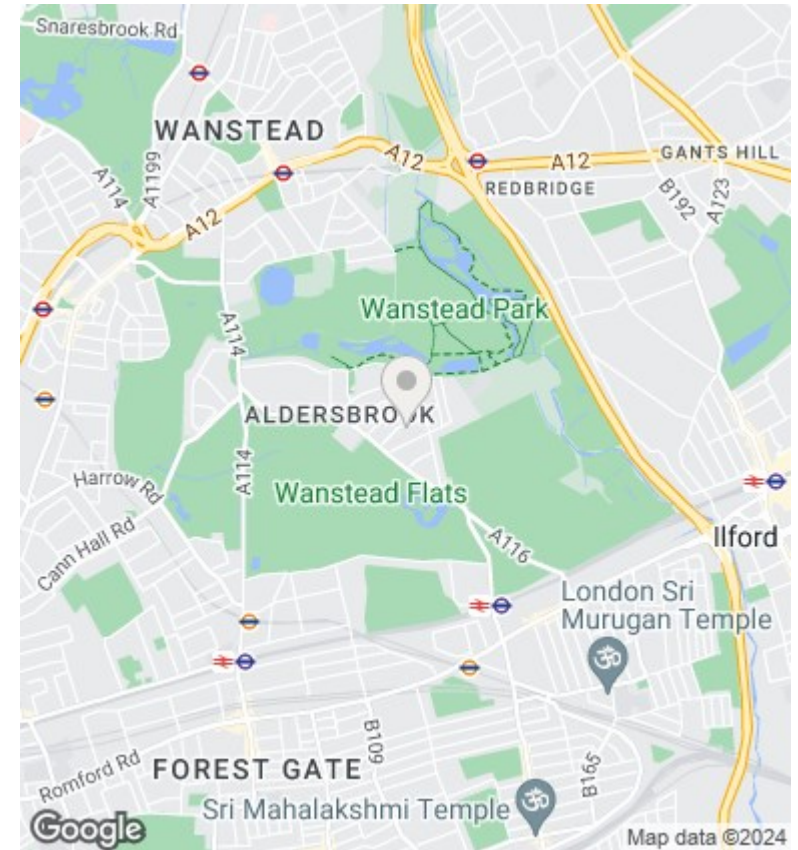 Snaresbrook Rd
WANSTEAD
A12
A12
GANTS HILL
REDBRIDGE
A1199
A114
A12
B192
A123
Wanstead Park
A114
ALDERSBROOK
Wanstead Flats
Harrow Rd
A114
Cann Hall Rd
A116
Ilford
London Sri
Murugan Temple
B109
B165
Romford Rd
FOREST GATE
Sri Mahalakshmi Temple
Google
Map data ©2024